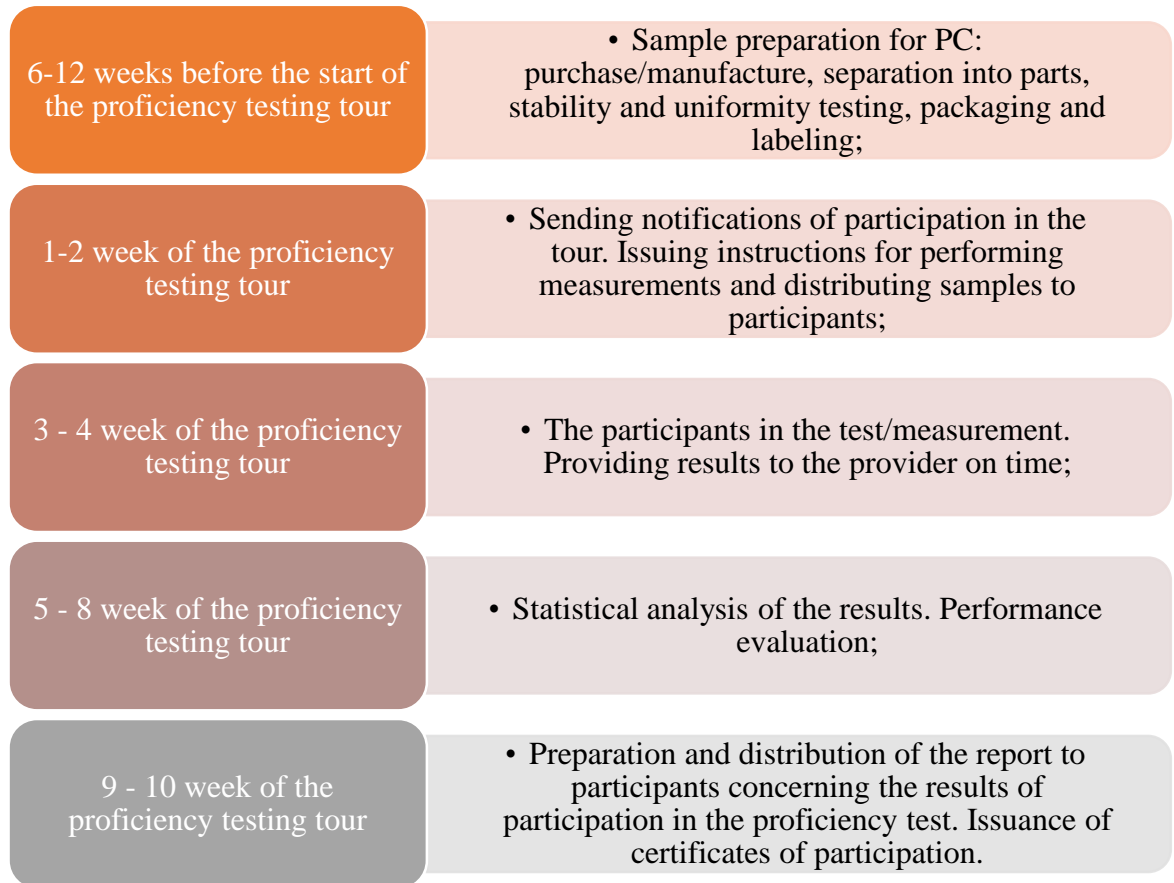 6-12 weeks before the start of
the proficiency testing tour
• Sample preparation for PC:
purchase/manufacture, separation into parts,
stability and uniformity testing, packaging and
labeling;
1-2 week of the proficiency
testing tour
• Sending notifications of participation in the
tour. Issuing instructions for performing
measurements and distributing samples to
participants;
3 - 4 week of the proficiency
testing tour
• The participants in the test/measurement.
Providing results to the provider on time;
5 - 8 week of the proficiency
testing tour
• Statistical analysis of the results. Performance
evaluation;
9 - 10 week of the
proficiency testing tour
• Preparation and distribution of the report to
participants concerning the results of
participation in the proficiency test. Issuance of
certificates of participation.